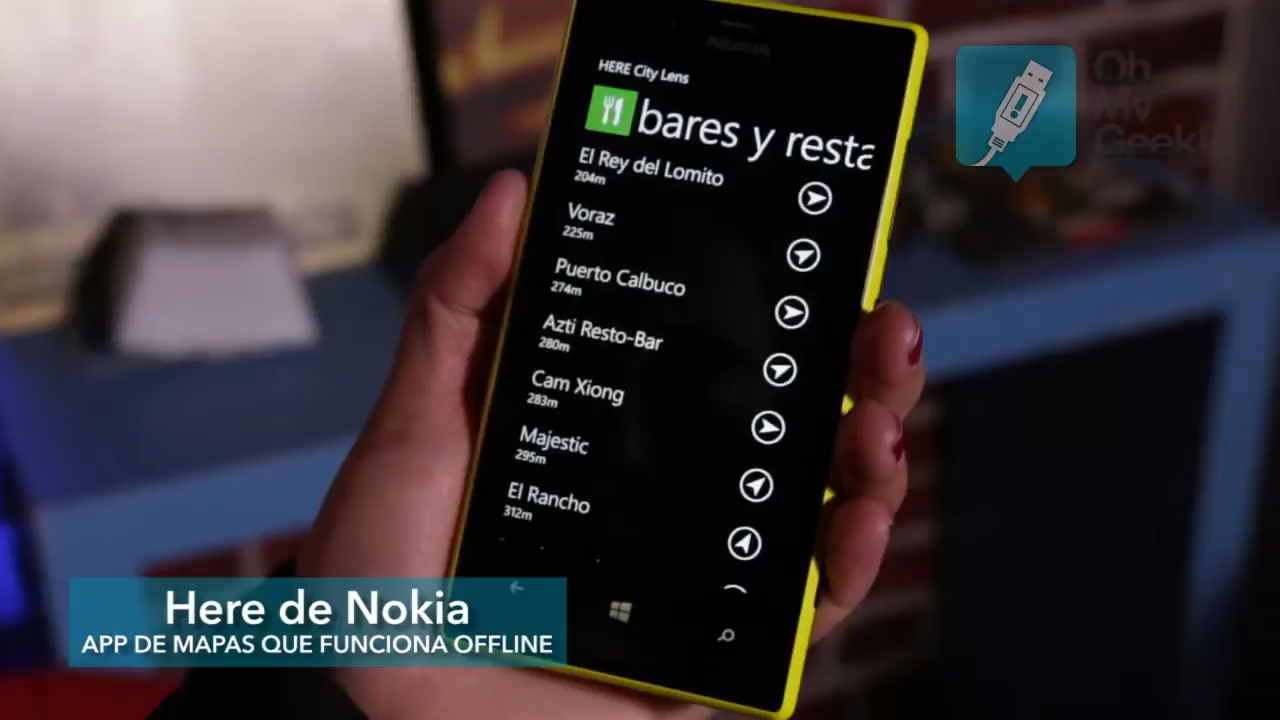 NOKIA
HERE City Lens
bares y resta
El Rey del Lomito
204m
Voraz
225m
Puerto Calbuco
274m
Azti Resto-Bar
280m
Cam Xiong
283m
Majestic
295m
El Rancho
312m
Oh
My
Geek!
Here de Nokia
APP DE MAPAS QUE FUNCIONA OFFLINE